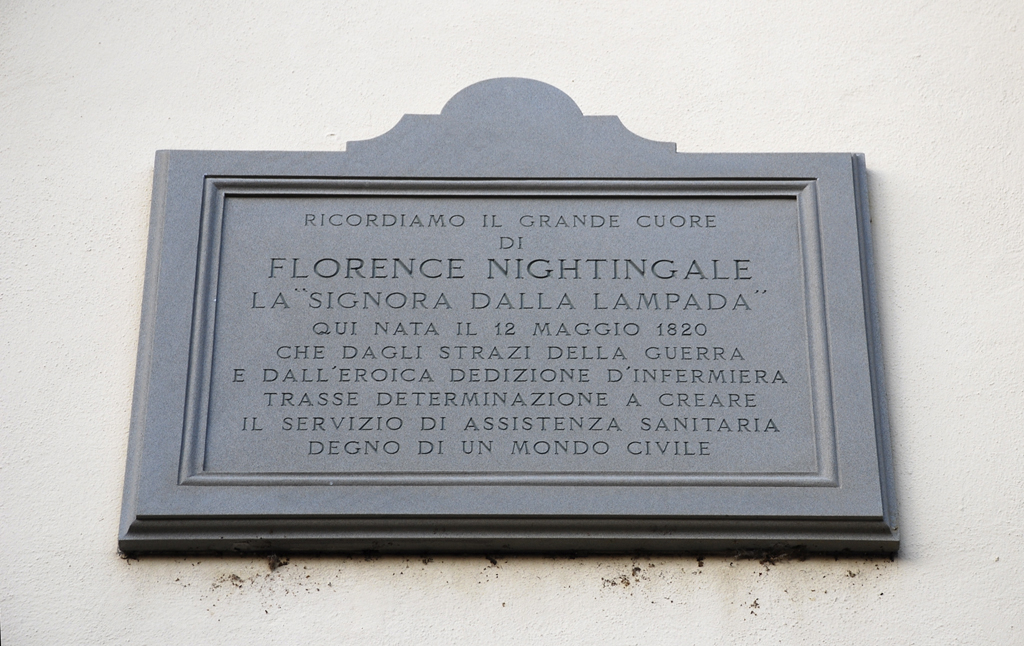 RICORDIAMO IL GRANDE CUORE
DI
FLORENCE NIGHTINGALE
LA "SIGNORA DALLA LAMPADA"
QUI NATA IL 12 MAGGIO 1820
CHE DAGLI STRAZI DELLA GUERRA
E DALL'EROICA DEDIZIONE D'INFERMIERA
TRASSE DETERMINAZIONE A CREARE
IL SERVIZIO DI ASSISTENZA SANITARIA
DEGNO DI UN MONDO CIVILE